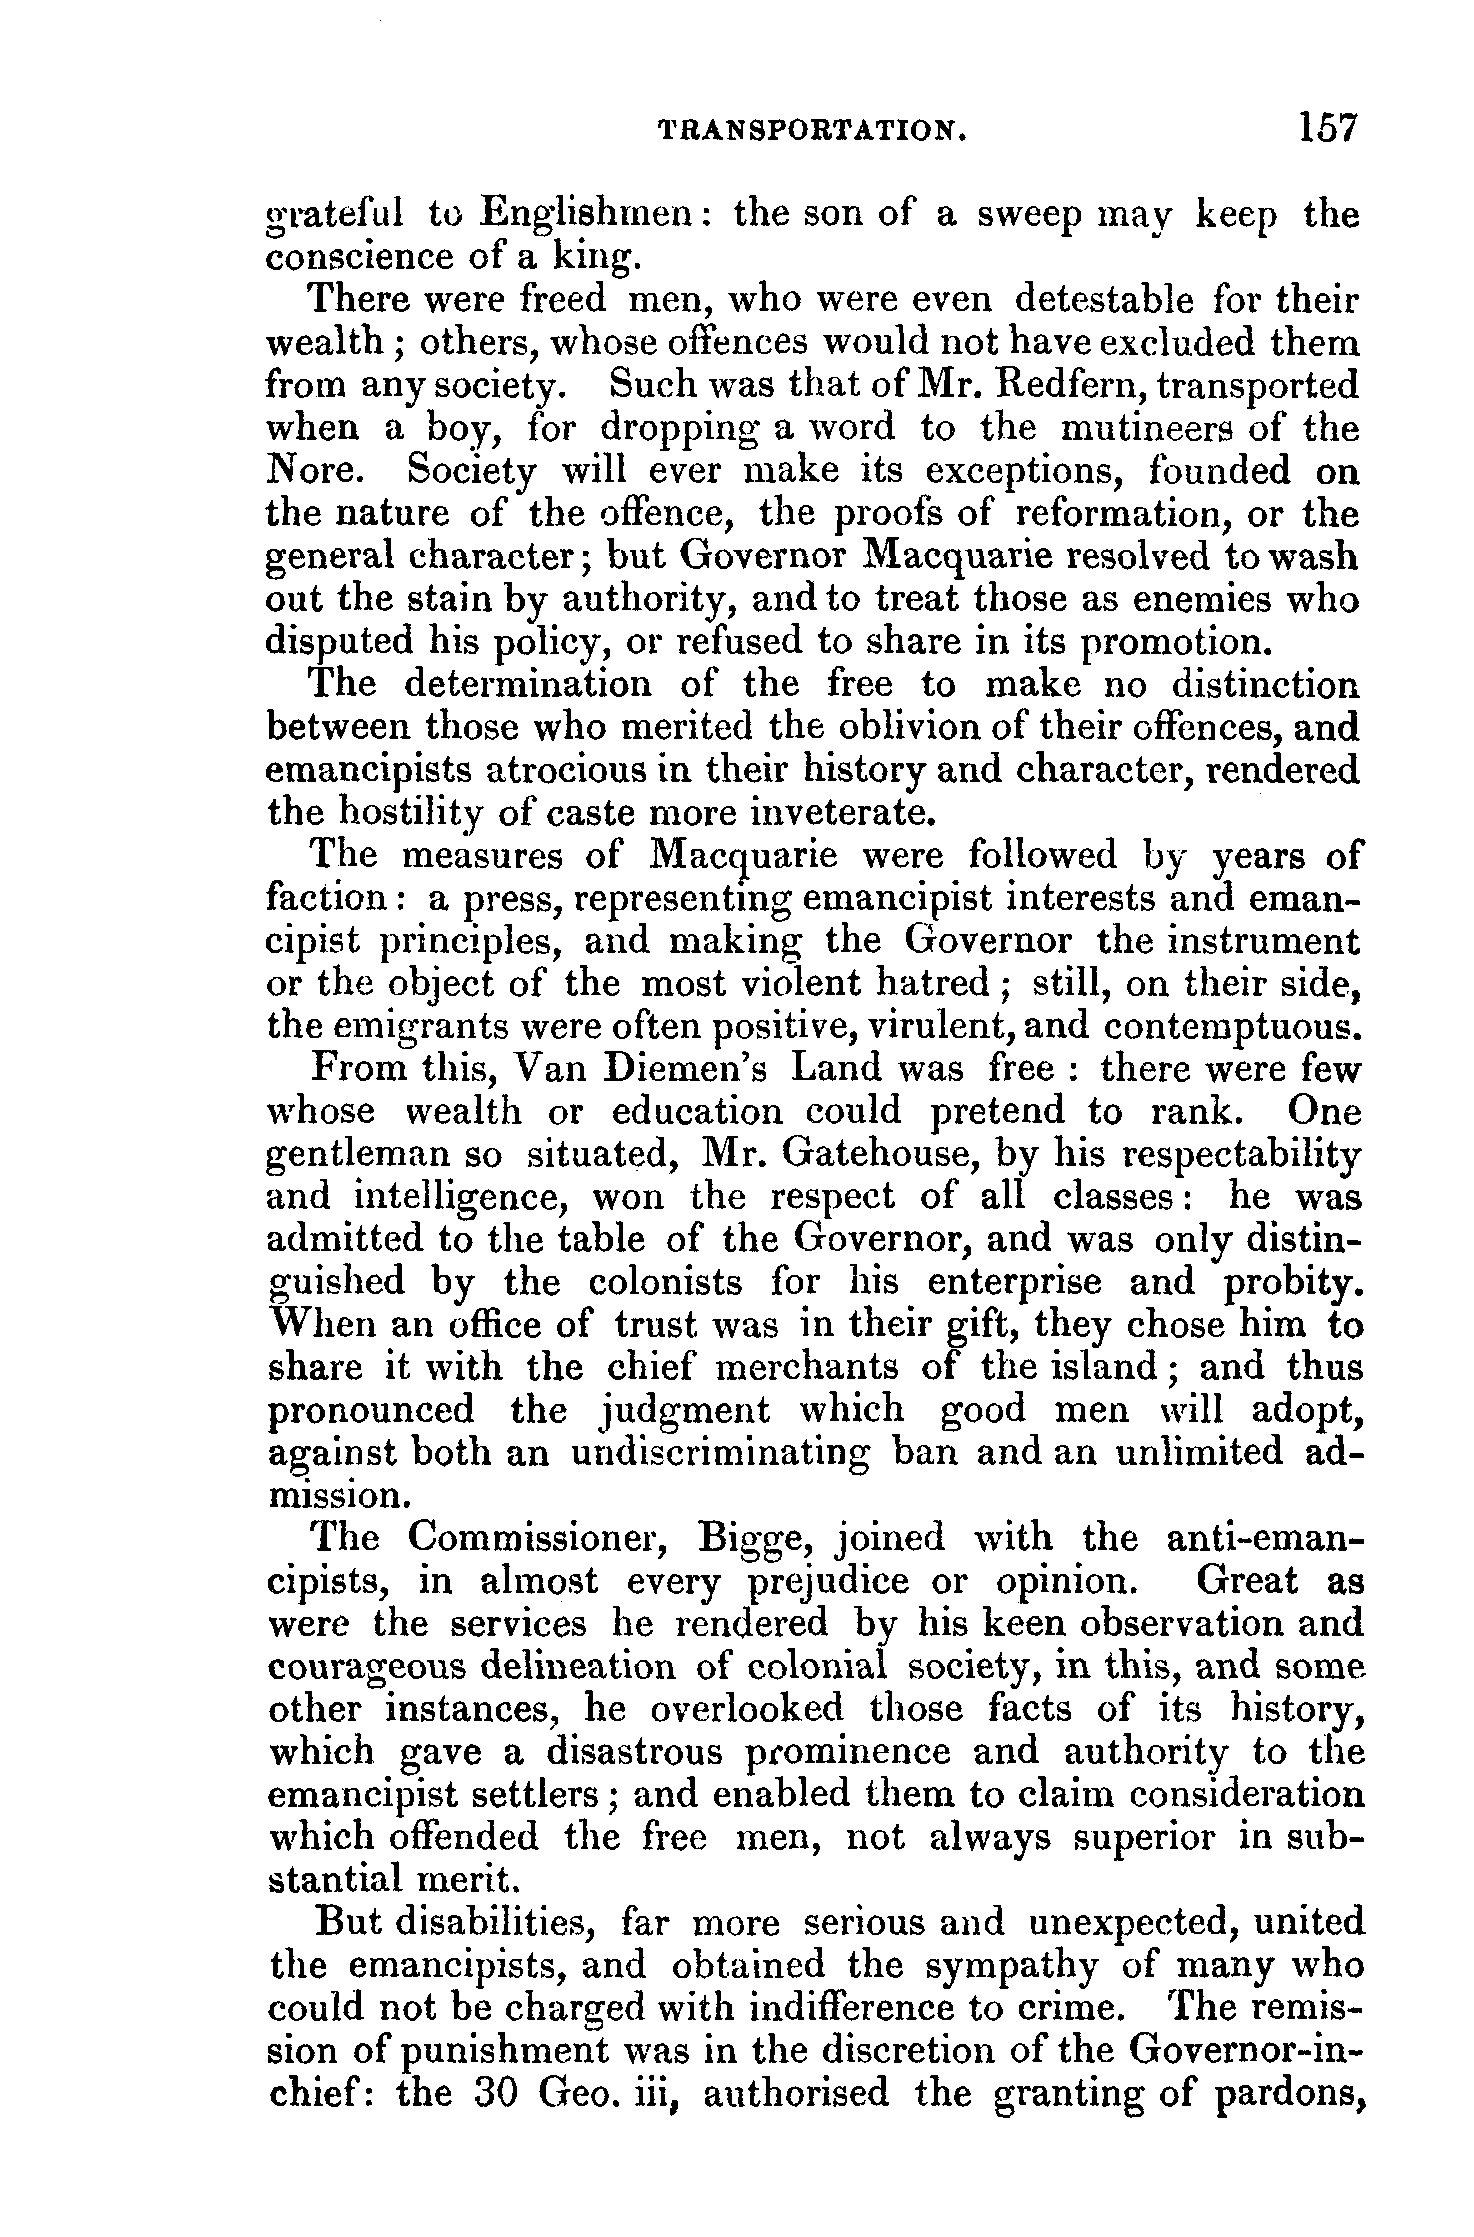 TRANSPORTATION. 157
grateful to Englishmen: the son of a sweep may keep the
conscience of a king.
There were freed men, who were even detestable for their
wealth; others, whose offences would not have excluded them
from any society. Such was that of Mr. Redfern, transported
when a boy, for dropping a word to the mutineers of the
Nore. Society will ever make its exceptions, founded on
the nature of the offence, the proofs of reformation, or the
general character; but Governor Macquarie resolved to wash
out the stain by authority, and to treat those as enemies who
disputed his policy, or refused to share in its promotion.
The determination of the free to make no distinction
between those who merited the oblivion of their offences, and
emancipists atrocious in their history and character, rendered
the hostility of caste more inveterate.
The measures of Macquarie were followed by years of
faction: a press, representing emancipist interests and eman-
cipist principles, and making the Governor the instrument
or the object of the most violent hatred; still, on their side,
the emigrants were often positive, virulent, and contemptuous.
From this, Van Diemen's Land was free: there were few
whose wealth or education could pretend to rank. One
gentleman so situated, Mr. Gatehouse, by his respectability
and intelligence, won the respect of all classes: he was
admitted to the table of the Governor, and was only distin-
guished by the colonists for his enterprise and probity.
When an office of trust was in their gift, they chose him to
share it with the chief merchants of the island; and thus
pronounced the judgment which good men will adopt,
against both an undiscriminating ban and an unlimited ad-
mission.
The Commissioner, Bigge, joined with the anti-eman-
cipists, in almost every prejudice or opinion. Great as
were the services he rendered by his keen observation and
courageous delineation of colonial society, in this, and some
other instances, he overlooked those facts of its history,
which gave a disastrous prominence and authority to the
emancipist settlers; and enabled them to claim consideration
which offended the free men, not always superior in sub-
stantial merit.
But disabilities, far more serious and unexpected, united
the emancipists, and obtained the sympathy of many who
could not be charged with indifference to crime. The remis-
sion of punishment was in the discretion of the Governor-in-
chief: the 30 Geo. iii, authorised the granting of pardons,